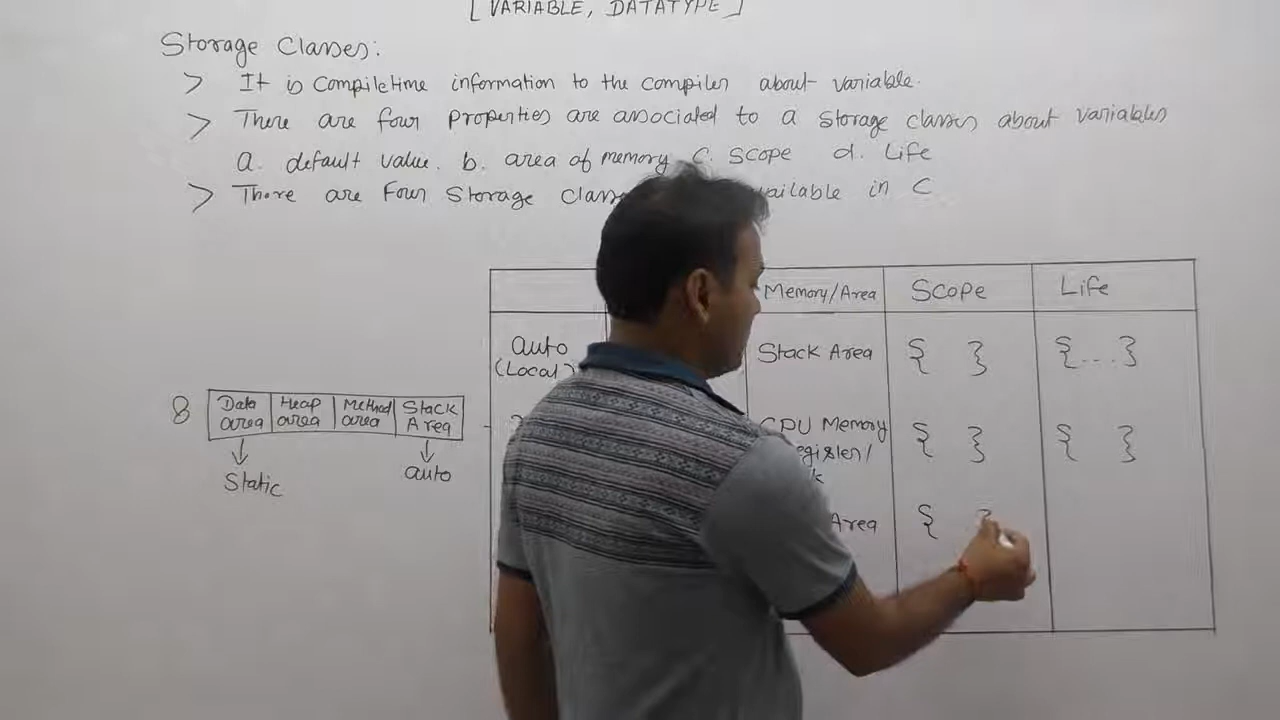 [ VARIABLE, DATATYPE ]
Storage Classes:
> It is Compiletime information to the compiler about variable.
> There are four properties are associated to a storage classes about variables
a. default value. b. area of memory C. Scope d. Life
> There are Four Storage Class ailable in C
Memory/Area Scope Life
auto (Local) Stack Area { } {...}
CPU Memory egister/ { } { }
Area { }
8 Data area Heap area Method area Stack Area
Static auto